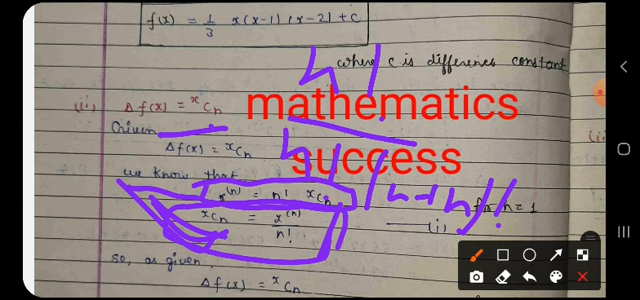 f(x) = 1/3 x(x-1)(x-2) + c
where c is difference constant
(ii) Δf(x) = ˣCₙ
mathematics
Given
Δf(x) = ˣCₙ
success
we know that
x⁽ⁿ⁾ = n! ˣCₙ
for n = 1
ˣCₙ = x⁽ⁿ⁾/n! —(i)
so, as given,
Δf(x) = ˣCₙ